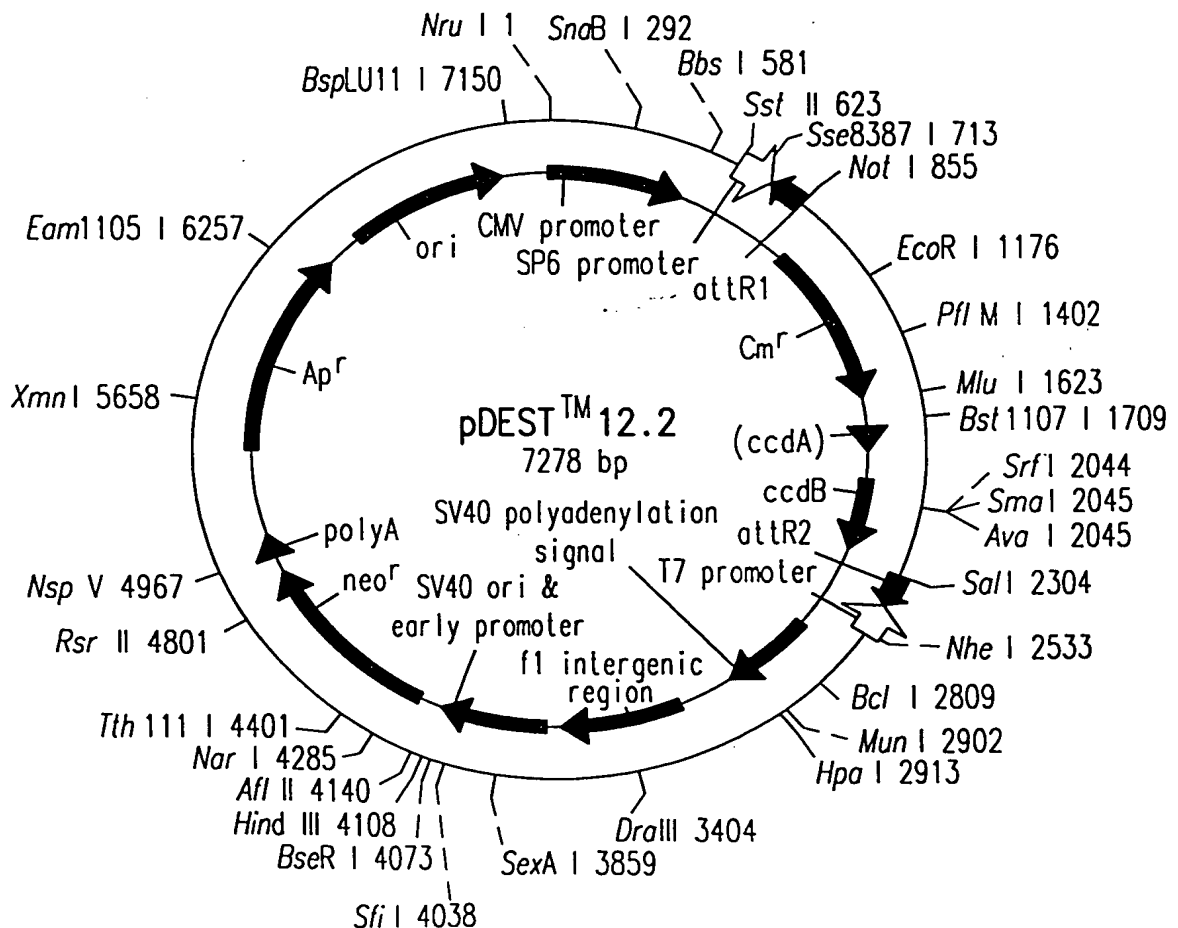 Nru I 1
SnaB I 292
Bbs I 581
BspLU11 I 7150
Sst II 623
Sse8387 I 713
Not I 855
Eam1105 I 6257
ori
CMV promoter
SP6 promoter
attR1
EcoR I 1176
Pfl M I 1402
Cmʳ
Apʳ
Xmn I 5658
Mlu I 1623
Bst1107 I 1709
pDEST™12.2
7278 bp
(ccdA)
ccdB
Srf I 2044
Sma I 2045
Ava I 2045
SV40 polyadenylation
signal
attR2
T7 promoter
Sal I 2304
polyA
neoʳ
Nsp V 4967
Rsr II 4801
SV40 ori &
early promoter
f1 intergenic
region
Nhe I 2533
Bcl I 2809
Mun I 2902
Hpa I 2913
Tth 111 I 4401
Nar I 4285
Afl II 4140
Hind III 4108
BseR I 4073
Sfi I 4038
SexA I 3859
DraIII 3404